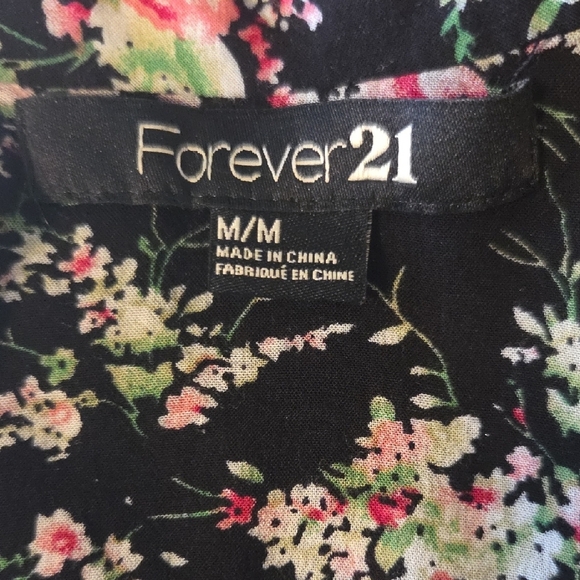 Forever21
M/M
MADE IN CHINA
FABRIQUÉ EN CHINE